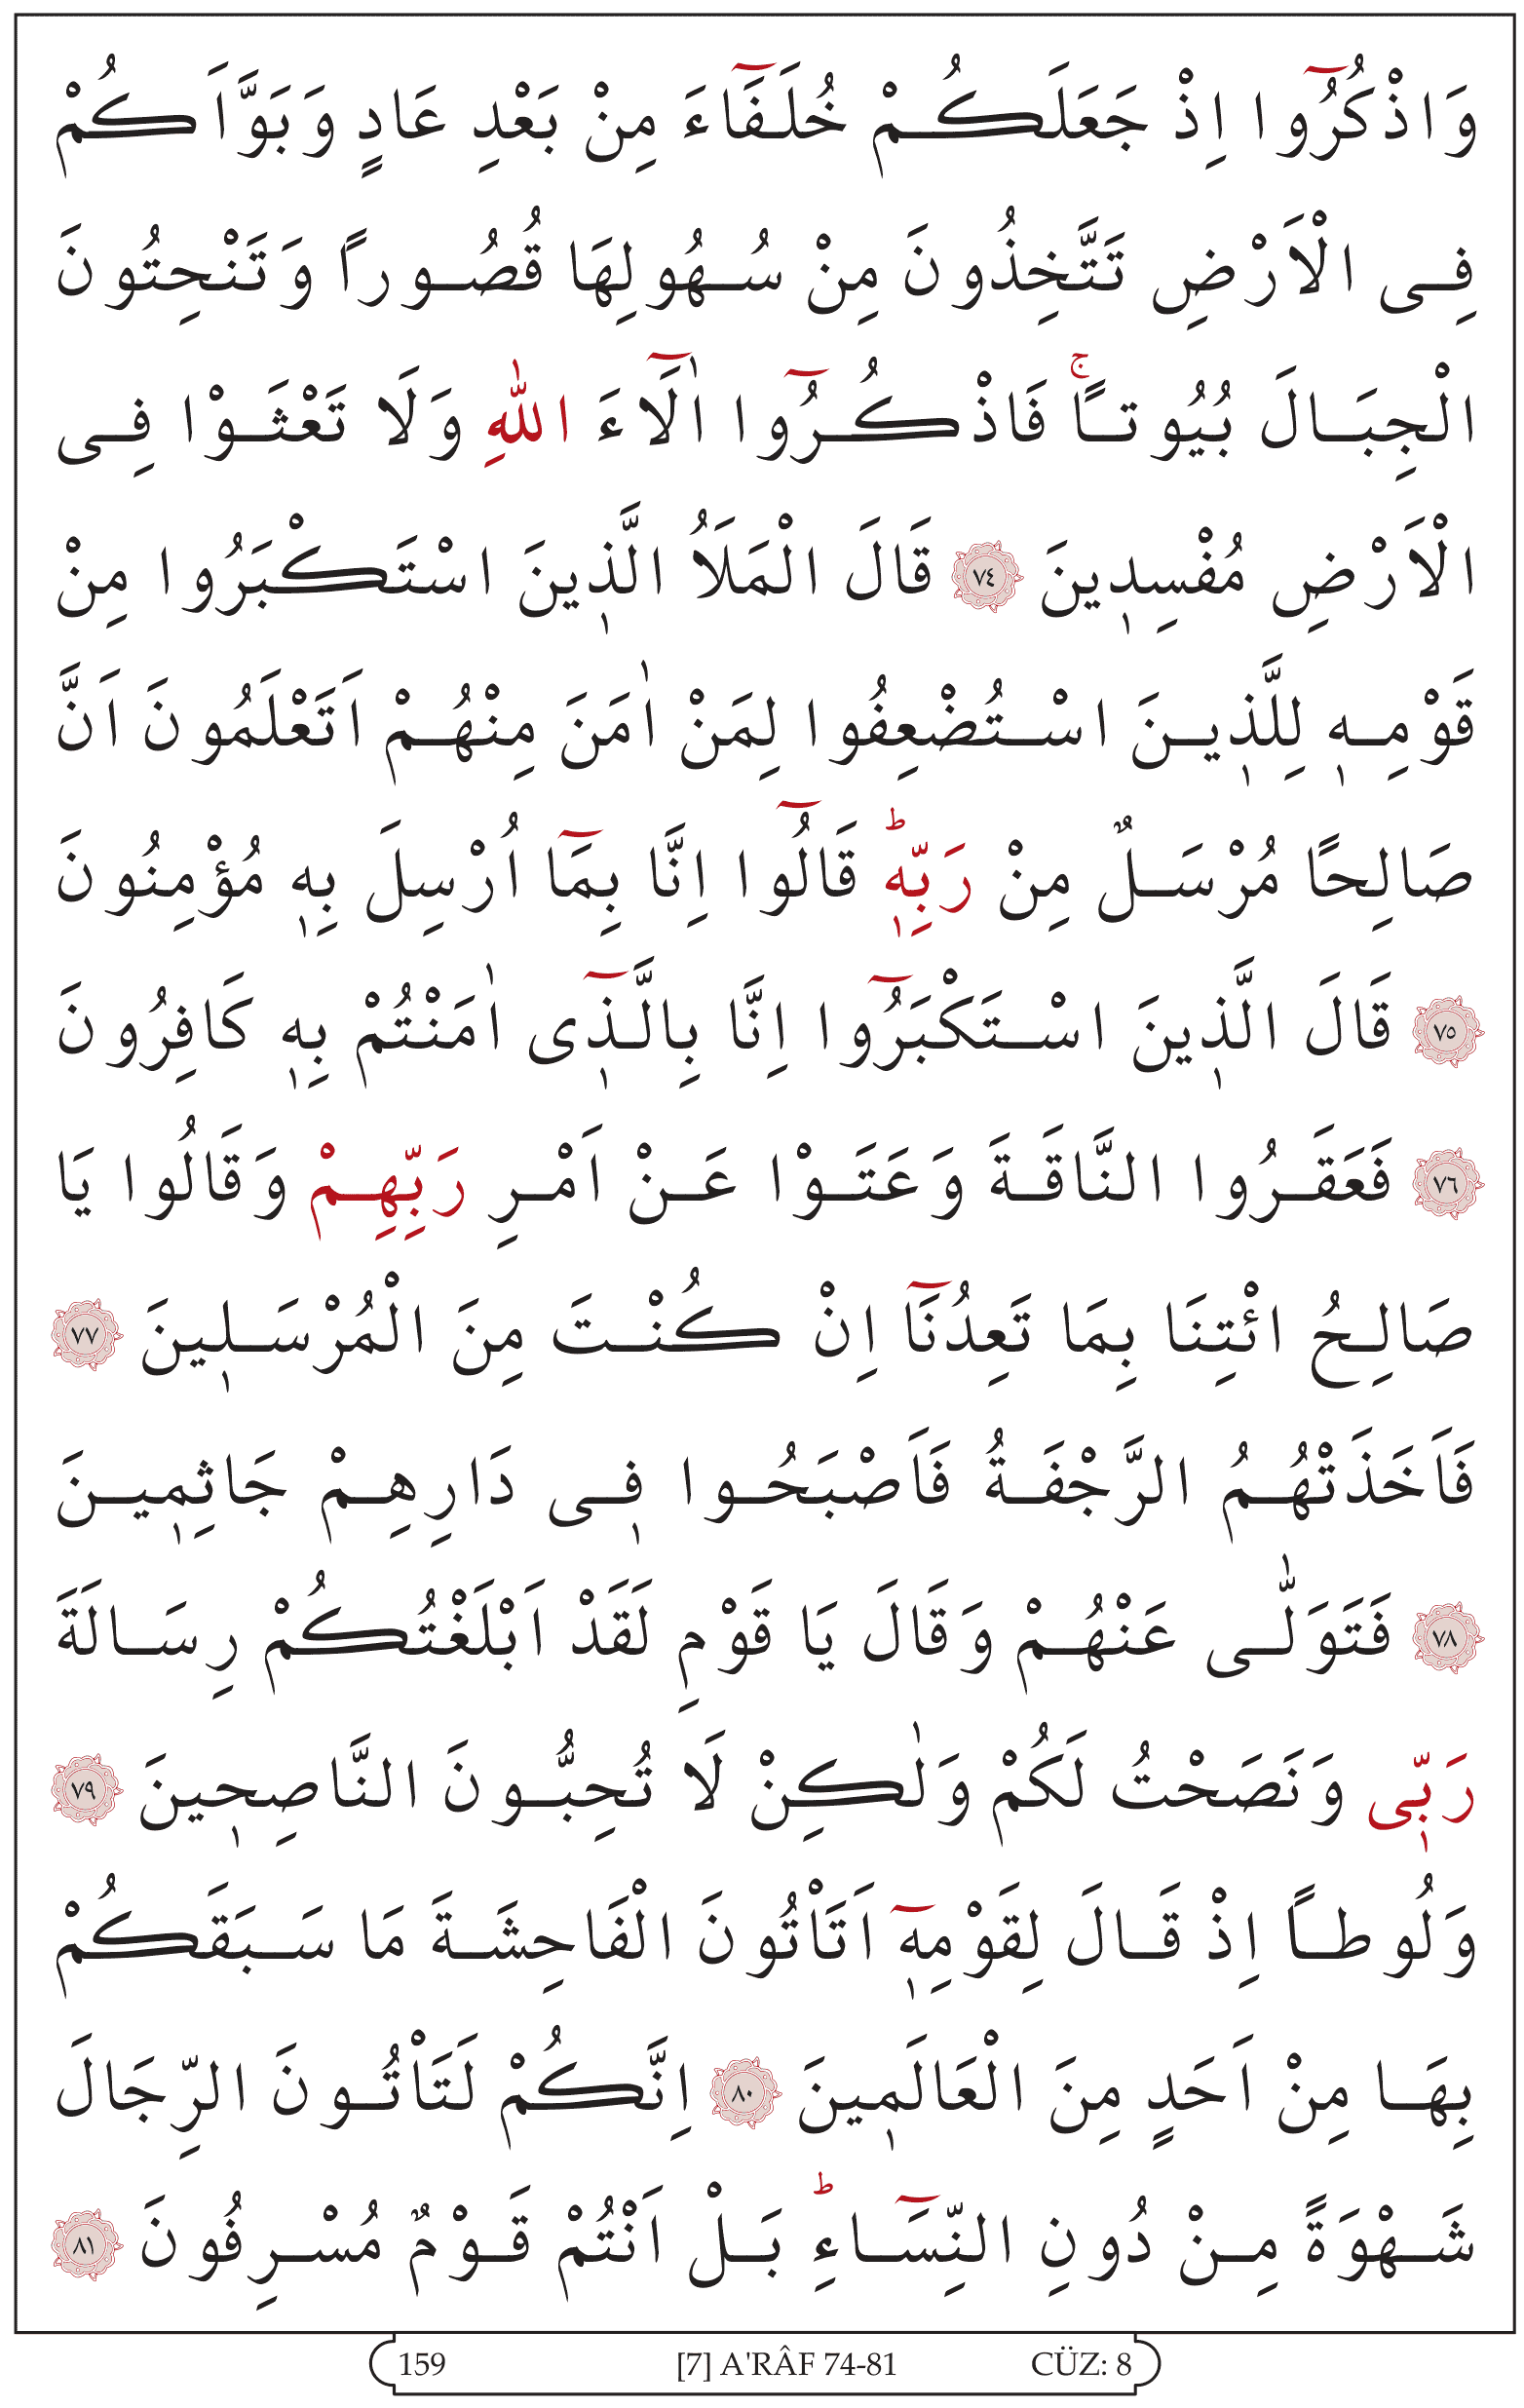 وَاذْكُرُٓوا اِذْ جَعَلَكُمْ خُلَفَٓاءَ مِنْ بَعْدِ عَادٍ وَبَوَّاَكُمْ
فِى الْاَرْضِ تَتَّخِذُونَ مِنْ سُهُولِهَا قُصُوراً وَتَنْحِتُونَ
الْجِبَالَ بُيُوتاًۚ فَاذْكُرُٓوا اٰلَٓاءَ اللّٰهِ وَلَا تَعْثَوْا فِى
الْاَرْضِ مُفْسِدٖينَ ﴿٧٤﴾ قَالَ الْمَلَاُ الَّذٖينَ اسْتَكْبَرُوا مِنْ
قَوْمِهٖ لِلَّذٖينَ اسْتُضْعِفُوا لِمَنْ اٰمَنَ مِنْهُمْ اَتَعْلَمُونَ اَنَّ
صَالِحًا مُرْسَلٌ مِنْ رَبِّهٖؕ قَالُٓوا اِنَّا بِمَٓا اُرْسِلَ بِهٖ مُؤْمِنُونَ
﴿٧٥﴾ قَالَ الَّذٖينَ اسْتَكْبَرُٓوا اِنَّا بِالَّذٖٓى اٰمَنْتُمْ بِهٖ كَافِرُونَ
﴿٧٦﴾ فَعَقَرُوا النَّاقَةَ وَعَتَوْا عَنْ اَمْرِ رَبِّهِمْ وَقَالُوا يَا
صَالِحُ ائْتِنَا بِمَا تَعِدُنَٓا اِنْ كُنْتَ مِنَ الْمُرْسَلٖينَ ﴿٧٧﴾
فَاَخَذَتْهُمُ الرَّجْفَةُ فَاَصْبَحُوا فٖى دَارِهِمْ جَاثِمٖينَ
﴿٧٨﴾ فَتَوَلّٰى عَنْهُمْ وَقَالَ يَا قَوْمِ لَقَدْ اَبْلَغْتُكُمْ رِسَالَةَ
رَبّٖى وَنَصَحْتُ لَكُمْ وَلٰكِنْ لَا تُحِبُّونَ النَّاصِحٖينَ ﴿٧٩﴾
وَلُوطاً اِذْ قَالَ لِقَوْمِهٖٓ اَتَاْتُونَ الْفَاحِشَةَ مَا سَبَقَكُمْ
بِهَا مِنْ اَحَدٍ مِنَ الْعَالَمٖينَ ﴿٨٠﴾ اِنَّكُمْ لَتَاْتُونَ الرِّجَالَ
شَهْوَةً مِنْ دُونِ النِّسَٓاءِؕ بَلْ اَنْتُمْ قَوْمٌ مُسْرِفُونَ ﴿٨١﴾
159 [7] A'RÂF 74-81 CÜZ: 8